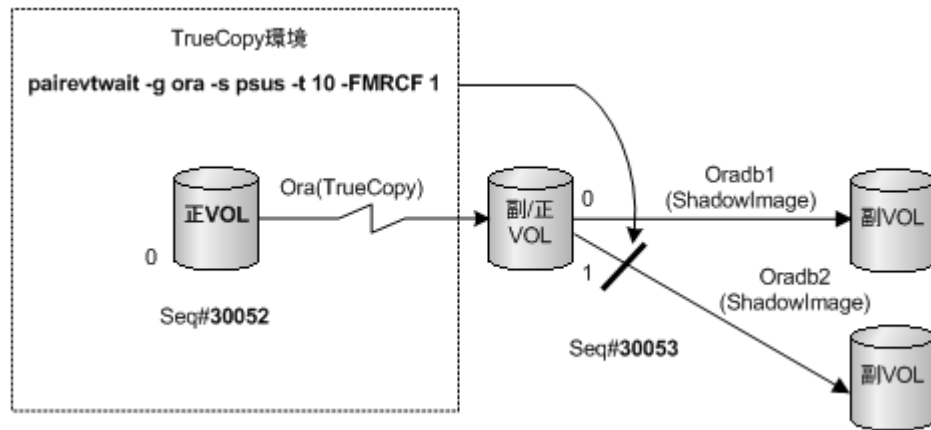 TrueCopy環境
pairevtwait -g ora -s psus -t 10 -FMRCF 1
正VOL
0
Seq#30052
Ora(TrueCopy)
副/正
VOL
0
1
Seq#30053
Oradb1
(ShadowImage)
副VOL
Oradb2
(ShadowImage)
副VOL